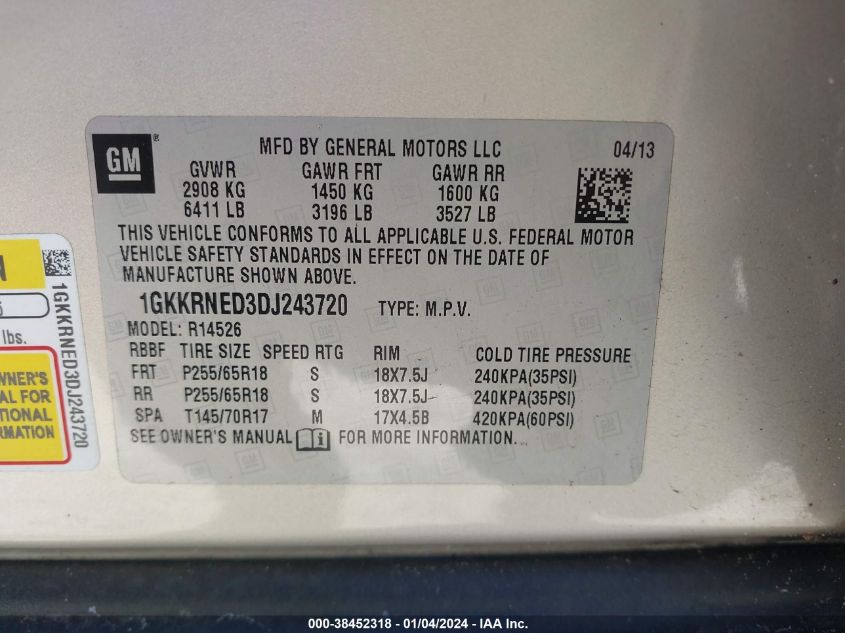 GM ®
MFD BY GENERAL MOTORS LLC 04/13
GVWR GAWR FRT GAWR RR
2908 KG 1450 KG 1600 KG
6411 LB 3196 LB 3527 LB
THIS VEHICLE CONFORMS TO ALL APPLICABLE U.S. FEDERAL MOTOR
VEHICLE SAFETY STANDARDS IN EFFECT ON THE DATE OF
MANUFACTURE SHOWN ABOVE.
1GKKRNED3DJ243720 TYPE: M.P.V.
MODEL: R14526
RBBF TIRE SIZE SPEED RTG RIM COLD TIRE PRESSURE
FRT P255/65R18 S 18X7.5J 240KPA(35PSI)
RR P255/65R18 S 18X7.5J 240KPA(35PSI)
SPA T145/70R17 M 17X4.5B 420KPA(60PSI)
SEE OWNER'S MANUAL FOR MORE INFORMATION.
lbs.
WNER'S
AL FOR
TIONAL
RMATION
1GKKRNED3DJ243720
000-38452318 - 01/04/2024 - IAA Inc.